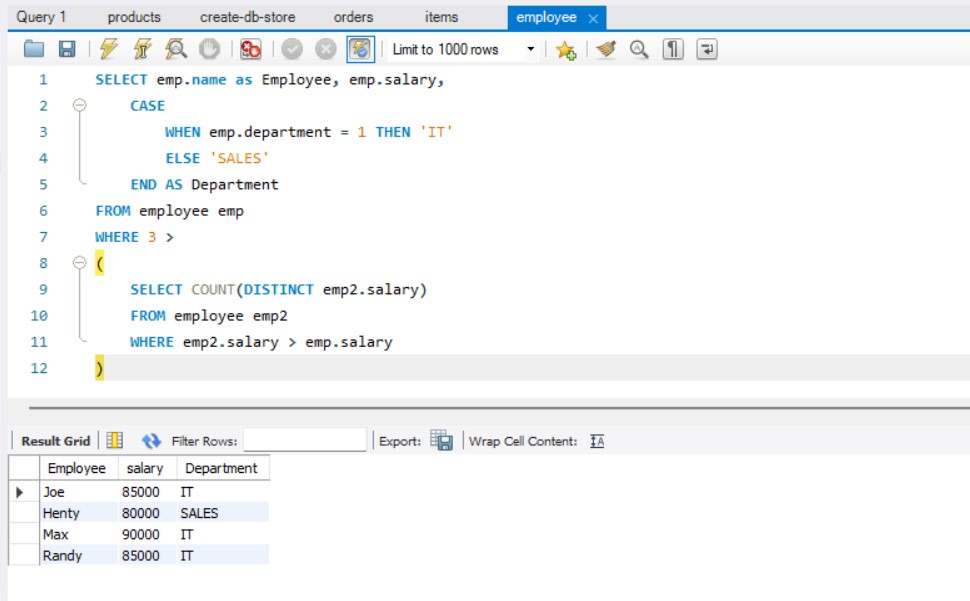 Query 1 products create-db-store orders items employee ×
Limit to 1000 rows
1 SELECT emp.name as Employee, emp.salary,
2 CASE
3 WHEN emp.department = 1 THEN 'IT'
4 ELSE 'SALES'
5 END AS Department
6 FROM employee emp
7 WHERE 3 >
8 (
9 SELECT COUNT(DISTINCT emp2.salary)
10 FROM employee emp2
11 WHERE emp2.salary > emp.salary
12 )
Result Grid Filter Rows: Export: Wrap Cell Content:
Employee salary Department
Joe 85000 IT
Henty 80000 SALES
Max 90000 IT
Randy 85000 IT